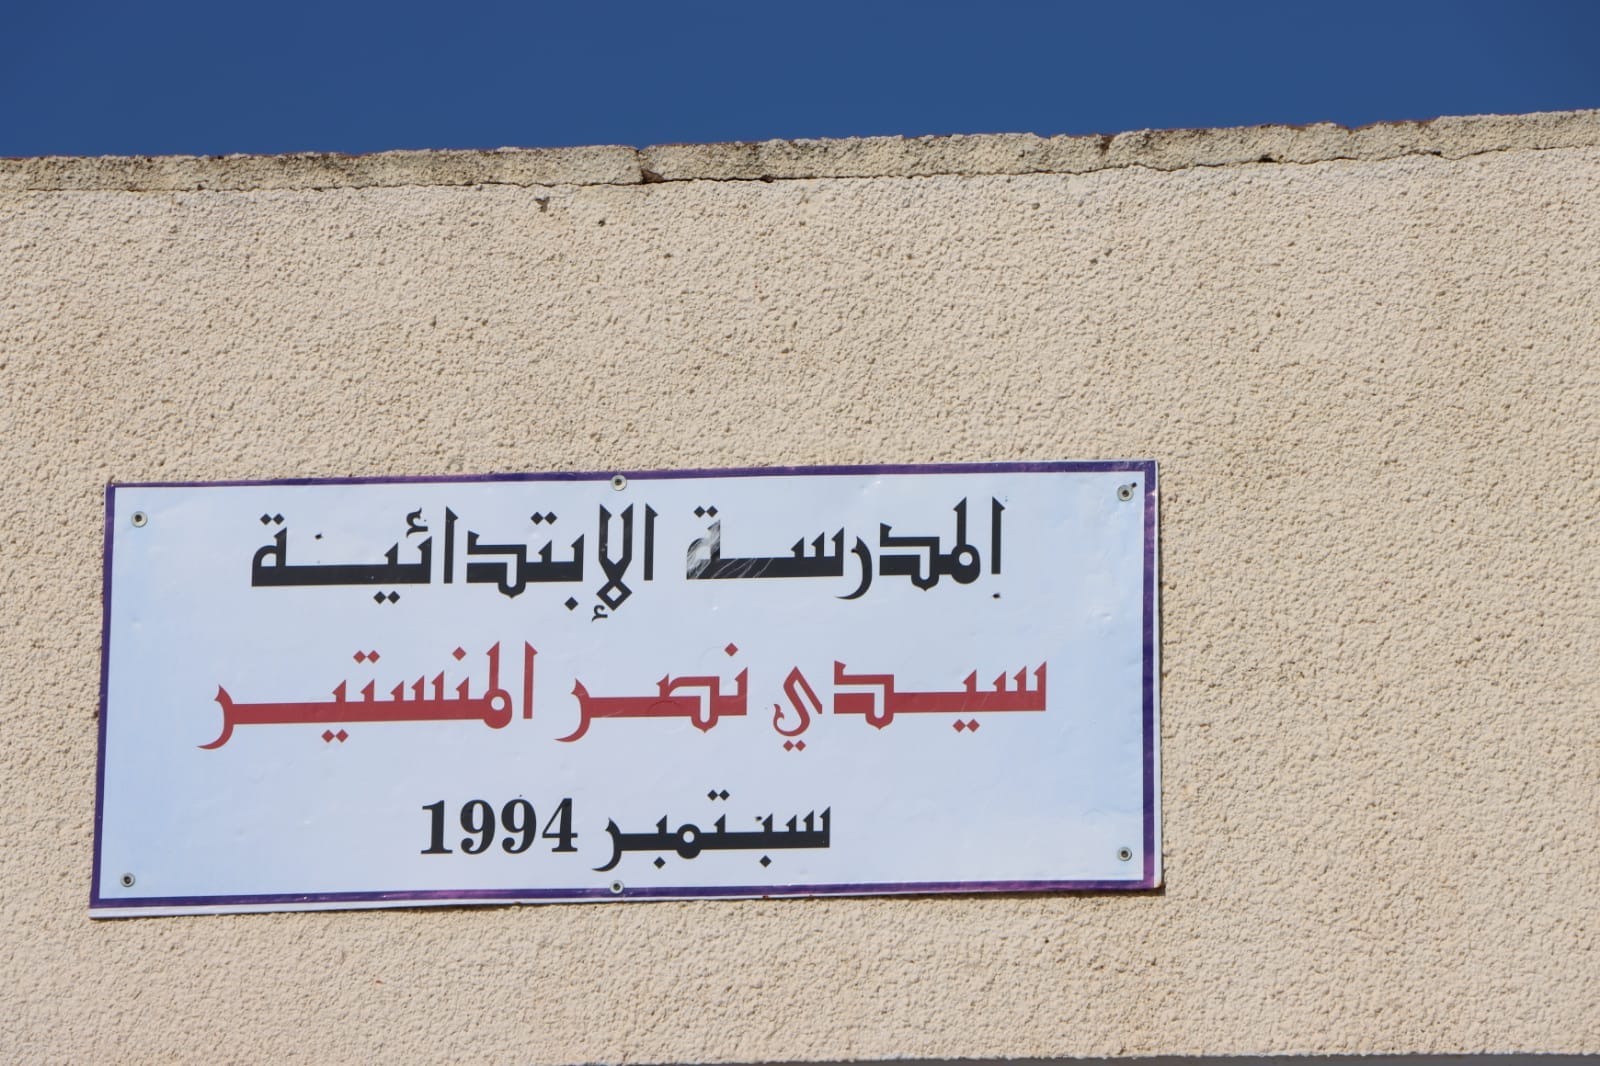 المدرسة الإبتدائية
سيدي نصر المنستير
سبتمبر 1994